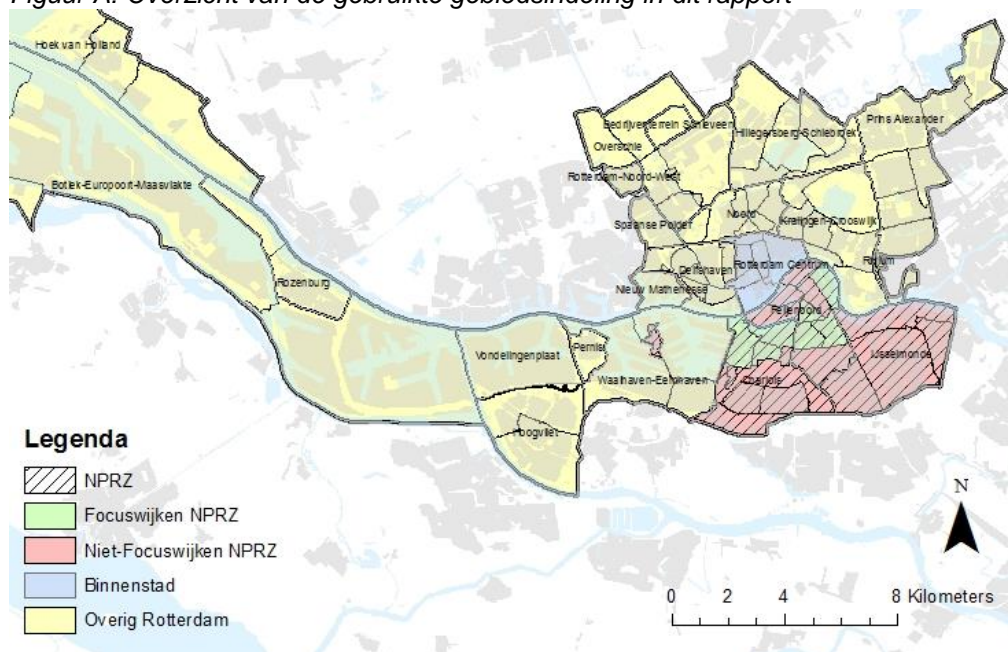 Figuur A: Overzicht van de gebruikte gebiedsindeling in dit rapport
Hoek van Holland
Bedrijventerrein Schieveen
Hillegersberg-Schiebroek
Prins Alexander
Overschie
Rotterdam-Noord-West
Botlek-Europoort-Maasvlakte
Noord
Kralingen-Crooswijk
Spaanse Polder
Delfshaven
Rotterdam Centrum
Rozenburg
Nieuw Mathenesse
Feijenoord
Vondelingenplaat
Pernis
IJsselmonde
Waalhaven-Eemhaven
Charlois
Hoogvliet
Legenda
NPRZ
Focuswijken NPRZ
Niet-Focuswijken NPRZ
Binnenstad
Overig Rotterdam
N
0 2 4 8 Kilometers